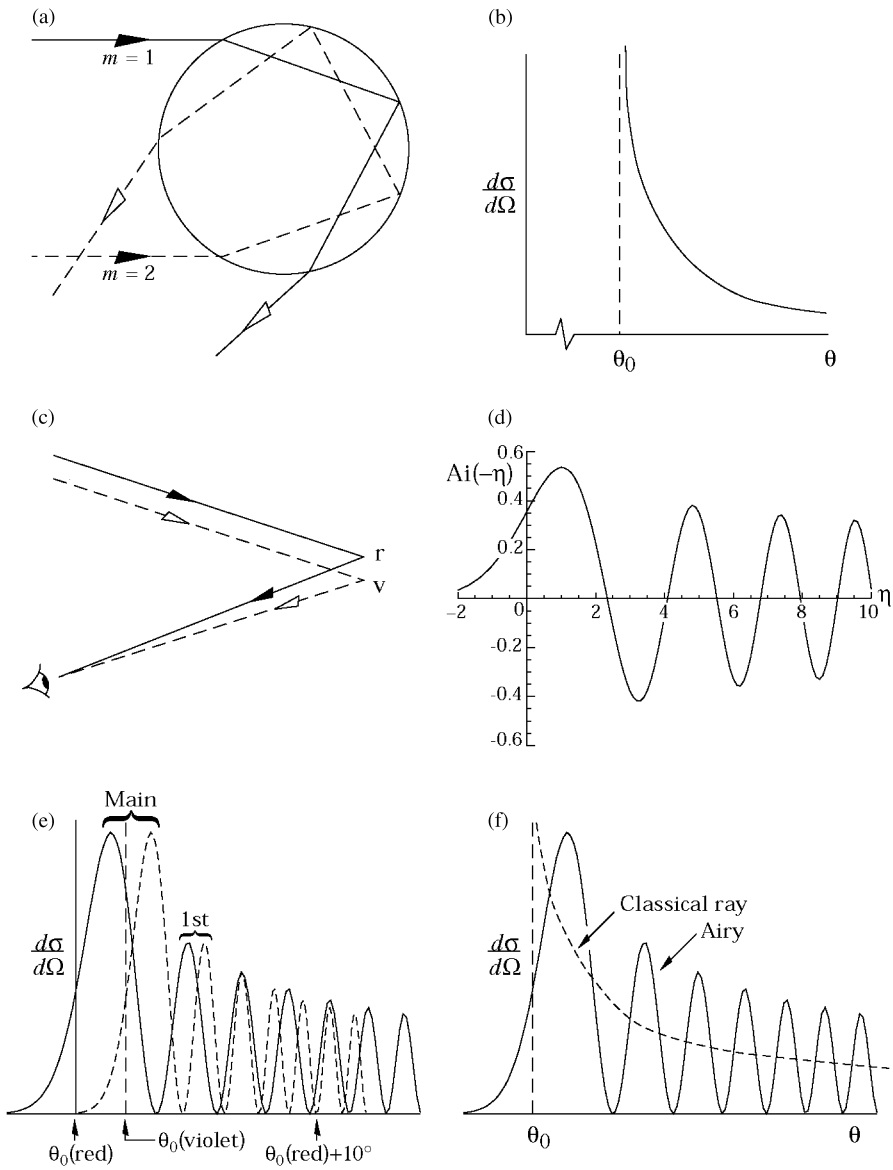 (a)
m = 1
m = 2
(b)
dσ
dΩ
θ0
θ
(c)
r
v
(d)
Ai(-η)
0.6
0.4
0.2
0
-0.2
-0.4
-0.6
−2 0 2 4 6 8 10 η
(e)
Main
1st
dσ
dΩ
θ0(red)
θ0(violet)
θ0(red)+10°
(f)
Classical ray
Airy
dσ
dΩ
θ0
θ